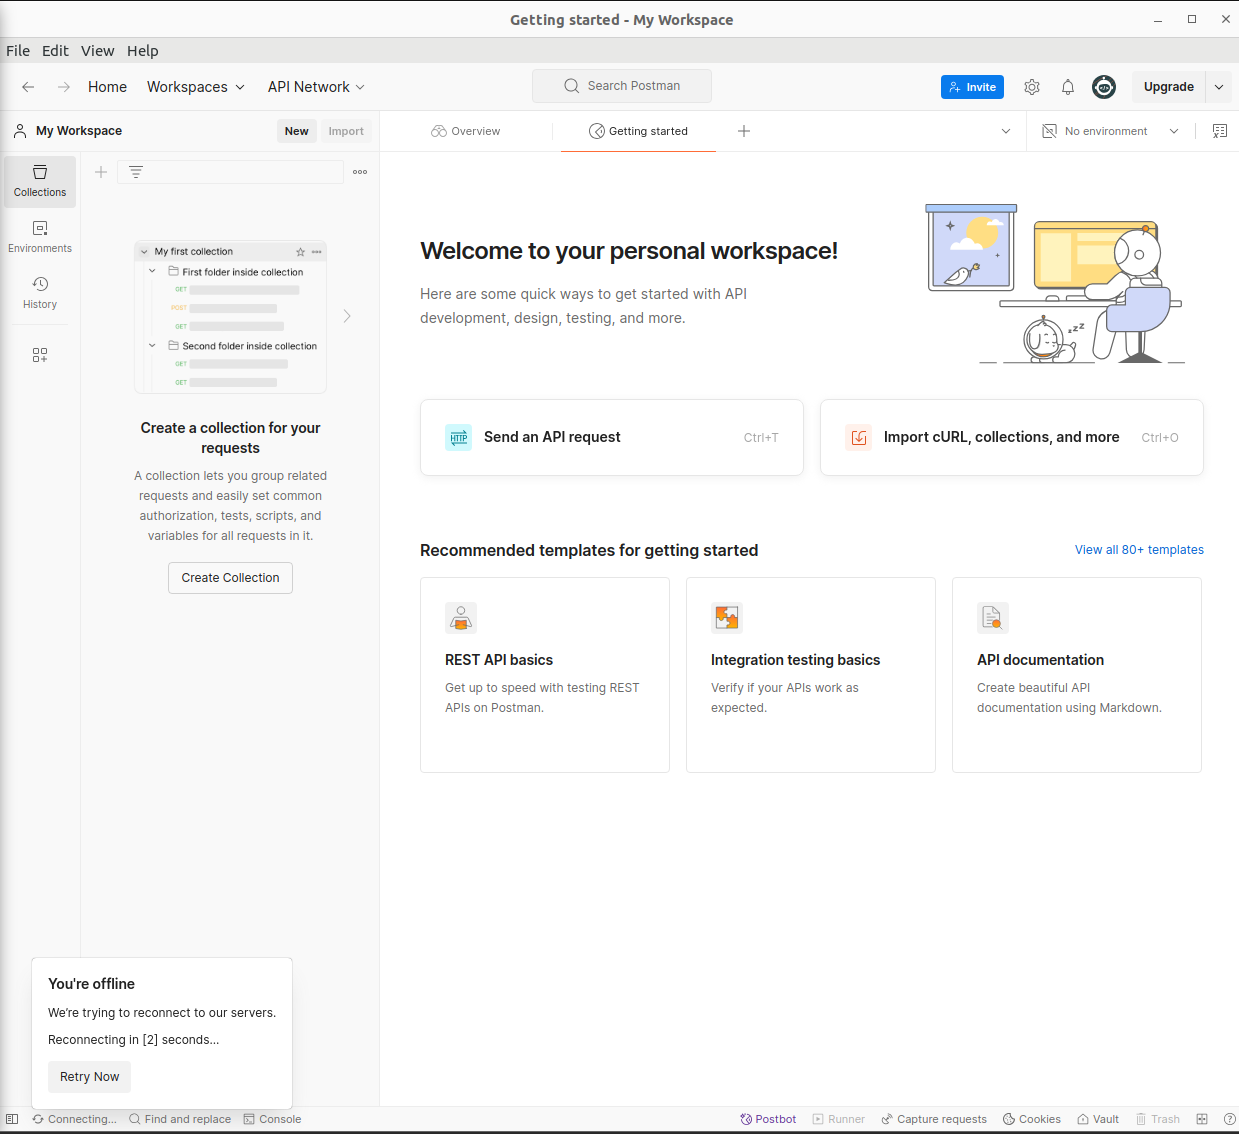 Getting started - My Workspace
File Edit View Help
Home Workspaces API Network
Search Postman
Invite
Upgrade
My Workspace
New
Import
Overview
Getting started
No environment
Collections
Environments
History
My first collection
First folder inside collection
GET
POST
GET
Second folder inside collection
GET
GET
Create a collection for your
requests
A collection lets you group related
requests and easily set common
authorization, tests, scripts, and
variables for all requests in it.
Create Collection
Welcome to your personal workspace!
Here are some quick ways to get started with API
development, design, testing, and more.
z z z
HTTP
Send an API request
Ctrl+T
Import cURL, collections, and more
Ctrl+O
Recommended templates for getting started
View all 80+ templates
REST API basics
Get up to speed with testing REST
APIs on Postman.
Integration testing basics
Verify if your APIs work as
expected.
API documentation
Create beautiful API
documentation using Markdown.
You're offline
We're trying to reconnect to our servers.
Reconnecting in [2] seconds...
Retry Now
Connecting...
Find and replace
Console
Postbot
Runner
Capture requests
Cookies
Vault
Trash